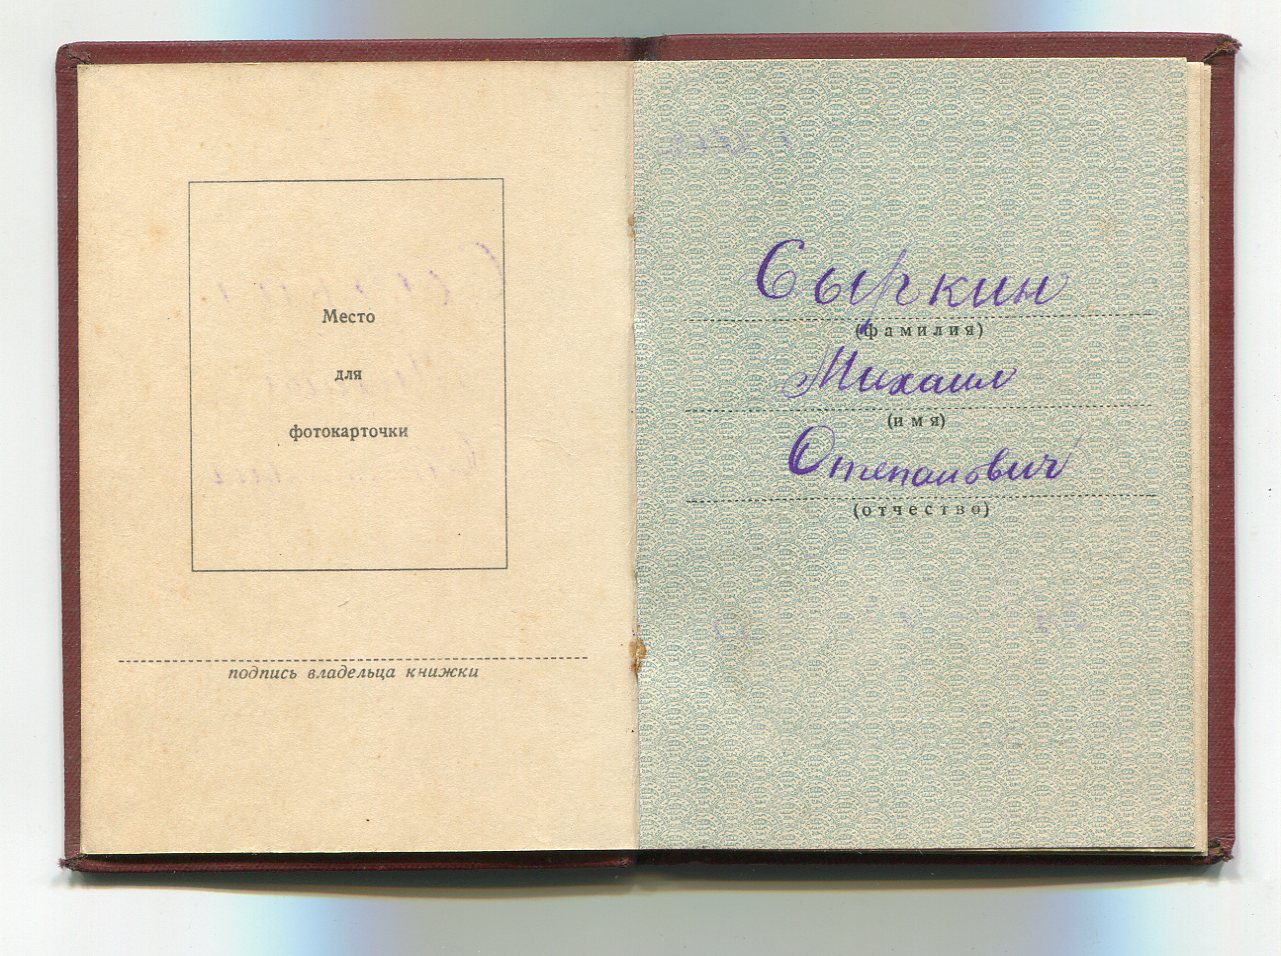 Место
для
фотокарточки
подпись владельца книжки
Сыркин
(фамилия)
Михаил
(имя)
Степанович
(отчество)